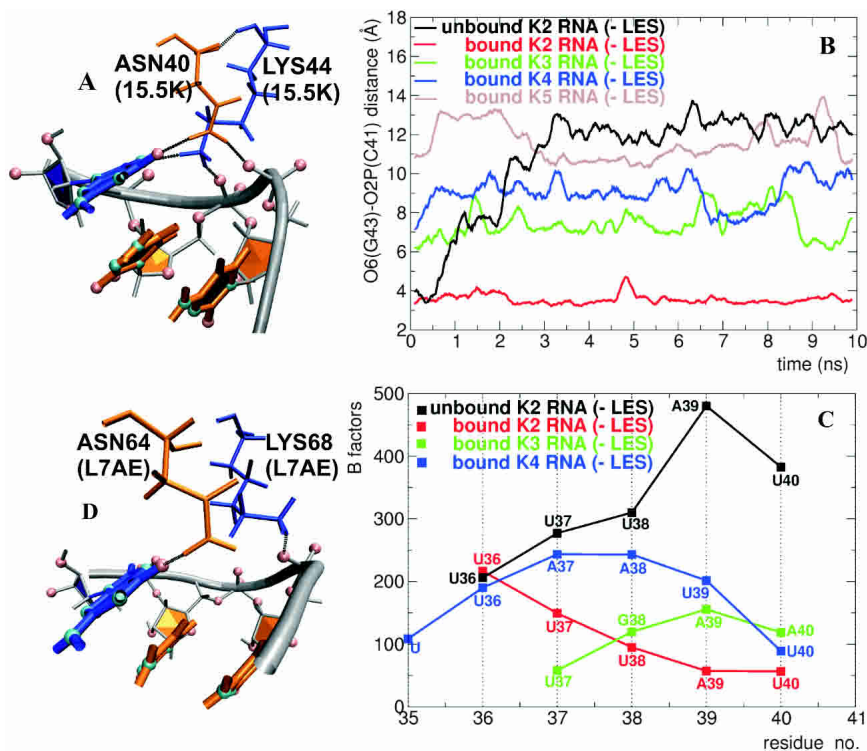 ASN40
(15.5K)
LYS44
(15.5K)
A
18
16
14
12
10
8
6
4
2
O6(G43)-O2P(C41) distance (Å)
unbound K2 RNA (- LES)
bound K2 RNA (- LES)
bound K3 RNA (- LES)
bound K4 RNA (- LES)
bound K5 RNA (- LES)
B
0 1 2 3 4 5 6 7 8 9 10
time (ns)
ASN64
(L7AE)
LYS68
(L7AE)
D
500
400
300
200
100
0
B factors
unbound K2 RNA (- LES)
bound K2 RNA (- LES)
bound K3 RNA (- LES)
bound K4 RNA (- LES)
C
A39
U40
U37
U38
U36
U36
A37
A38
U36
U39
U37
G38
A39
A40
U
U38
U40
U37
A39
U40
35 36 37 38 39 40 41
residue no.